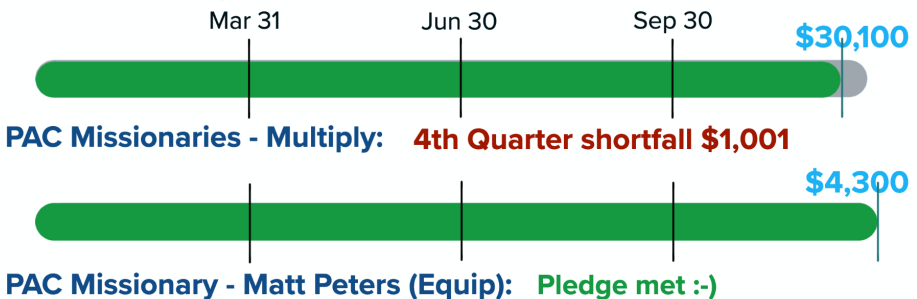 Mar 31 Jun 30 Sep 30
$30,100
PAC Missionaries - Multiply: 4th Quarter shortfall $1,001
$4,300
PAC Missionary - Matt Peters (Equip): Pledge met :-)